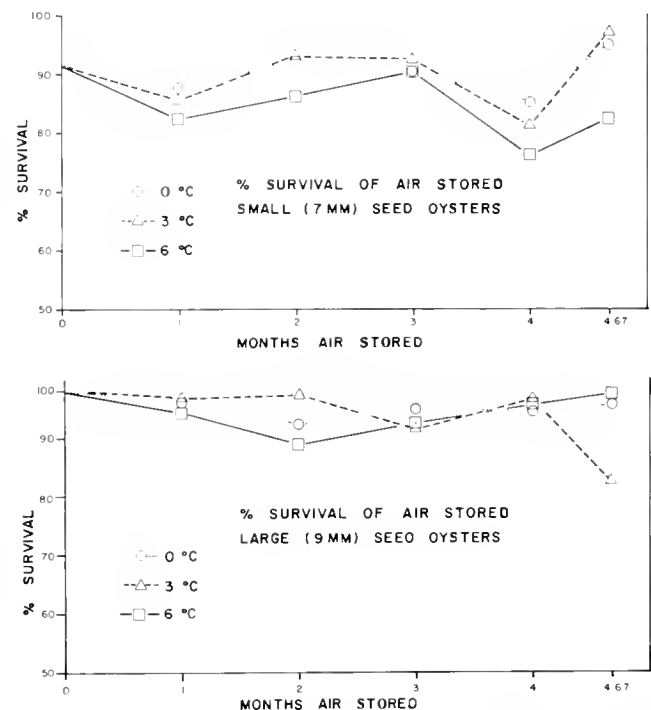 100
90
80
70
60
50
% SURVIVAL
0 °C
3 °C
6 °C
% SURVIVAL OF AIR STORED
SMALL (7 MM) SEED OYSTERS
0 1 2 3 4 4 67
MONTHS AIR STORED
100
90
80
70
60
50
% SURVIVAL
0 °C
3 °C
6 °C
% SURVIVAL OF AIR STORED
LARGE (9 MM) SEED OYSTERS
0 1 2 3 4 4 67
MONTHS AIR STORED